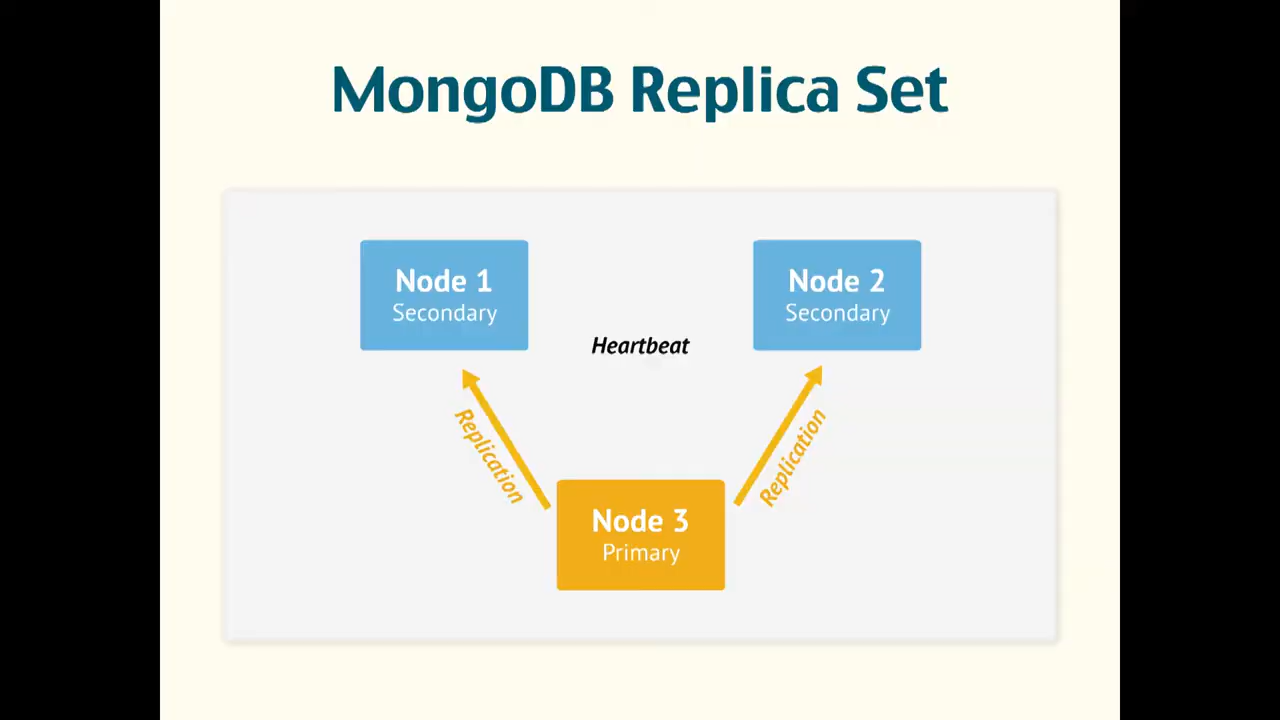 MongoDB Replica Set
Node 1
Secondary
Node 2
Secondary
Heartbeat
Replication
Replication
Node 3
Primary